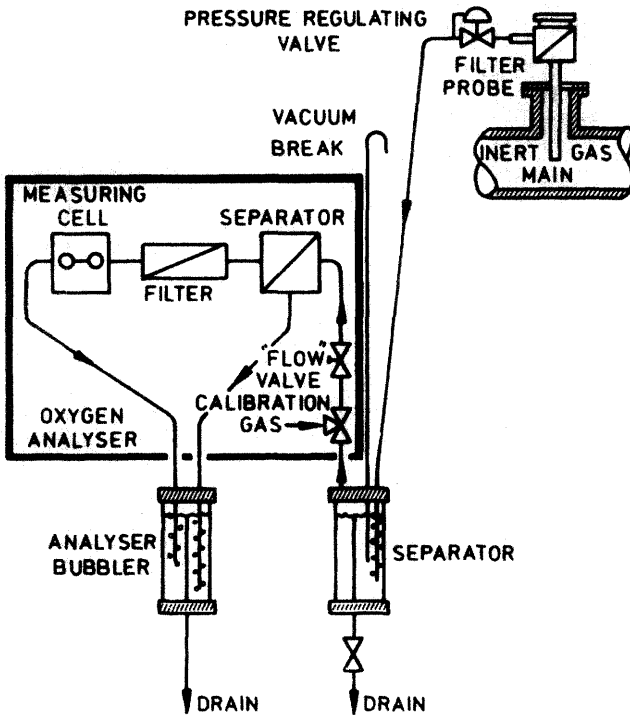 PRESSURE REGULATING
VALVE
FILTER
PROBE
VACUUM
BREAK
INERT GAS
MAIN
MEASURING
CELL
SEPARATOR
FILTER
"FLOW"
VALVE
CALIBRATION
GAS
OXYGEN
ANALYSER
ANALYSER
BUBBLER
SEPARATOR
DRAIN
DRAIN